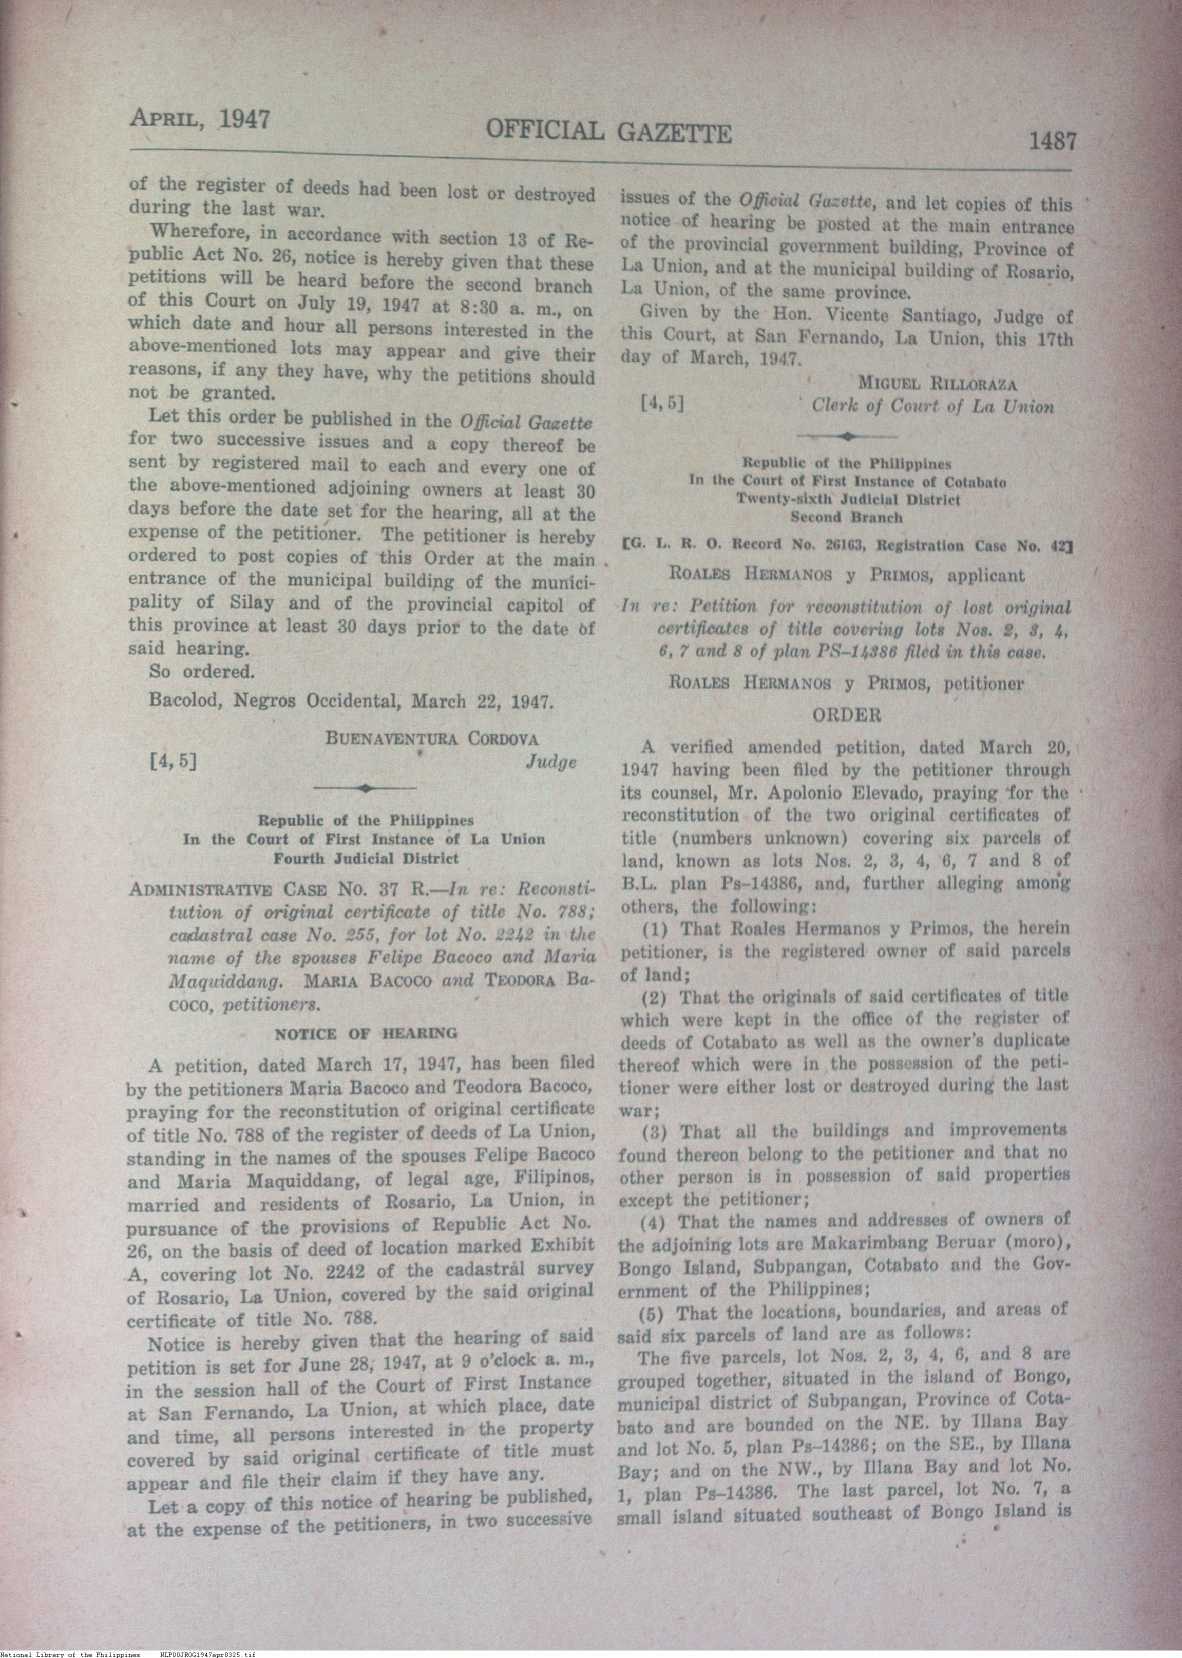 APRIL, 1947
OFFICIAL GAZETTE
1487
of the register of deeds had been lost or destroyed
during the last war.
Wherefore, in accordance with section 13 of Re-
public Act No. 26, notice is hereby given that these
petitions will be heard before the second branch
of this Court on July 19, 1947 at 8:30 a. m., on
which date and hour all persons interested in the
above-mentioned lots may appear and give their
reasons, if any they have, why the petitions should
not be granted.
Let this order be published in the Official Gazette
for two successive issues and a copy thereof be
sent by registered mail to each and every one of
the above-mentioned adjoining owners at least 30
days before the date set for the hearing, all at the
expense of the petitioner. The petitioner is hereby
ordered to post copies of this Order at the main
entrance of the municipal building of the munici-
pality of Silay and of the provincial capitol of
this province at least 30 days prior to the date of
said hearing.
So ordered.
Bacolod, Negros Occidental, March 22, 1947.
BUENAVENTURA CORDOVA
[4, 5] Judge
Republic of the Philippines
In the Court of First Instance of La Union
Fourth Judicial District
ADMINISTRATIVE CASE NO. 37 R.—In re: Reconsti-
tution of original certificate of title No. 788;
cadastral case No. 255, for lot No. 2242 in the
name of the spouses Felipe Bacoco and Maria
Maquiddang. MARIA BACOCO and TEODORA BA-
COCO, petitioners.
NOTICE OF HEARING
A petition, dated March 17, 1947, has been filed
by the petitioners Maria Bacoco and Teodora Bacoco,
praying for the reconstitution of original certificate
of title No. 788 of the register of deeds of La Union,
standing in the names of the spouses Felipe Bacoco
and Maria Maquiddang, of legal age, Filipinos,
married and residents of Rosario, La Union, in
pursuance of the provisions of Republic Act No.
26, on the basis of deed of location marked Exhibit
A, covering lot No. 2242 of the cadastral survey
of Rosario, La Union, covered by the said original
certificate of title No. 788.
Notice is hereby given that the hearing of said
petition is set for June 28, 1947, at 9 o'clock a. m.,
in the session hall of the Court of First Instance
at San Fernando, La Union, at which place, date
and time, all persons interested in the property
covered by said original certificate of title must
appear and file their claim if they have any.
Let a copy of this notice of hearing be published,
at the expense of the petitioners, in two successive
issues of the Official Gazette, and let copies of this
notice of hearing be posted at the main entrance
of the provincial government building, Province of
La Union, and at the municipal building of Rosario,
La Union, of the same province.
Given by the Hon. Vicente Santiago, Judge of
this Court, at San Fernando, La Union, this 17th
day of March, 1947.
MIGUEL RILLORAZA
[4, 5] Clerk of Court of La Union
Republic of the Philippines
In the Court of First Instance of Cotabato
Twenty-sixth Judicial District
Second Branch
[G. L. R. O. Record No. 26163, Registration Case No. 42]
ROALES HERMANOS y PRIMOS, applicant
In re: Petition for reconstitution of lost original
certificates of title covering lots Nos. 2, 3, 4,
6, 7 and 8 of plan PS–14386 filed in this case.
ROALES HERMANOS y PRIMOS, petitioner
ORDER
A verified amended petition, dated March 20,
1947 having been filed by the petitioner through
its counsel, Mr. Apolonio Elevado, praying for the
reconstitution of the two original certificates of
title (numbers unknown) covering six parcels of
land, known as lots Nos. 2, 3, 4, 6, 7 and 8 of
B.L. plan Ps–14386, and, further alleging among
others, the following:
(1) That Roales Hermanos y Primos, the herein
petitioner, is the registered owner of said parcels
of land;
(2) That the originals of said certificates of title
which were kept in the office of the register of
deeds of Cotabato as well as the owner's duplicate
thereof which were in the possession of the peti-
tioner were either lost or destroyed during the last
war;
(3) That all the buildings and improvements
found thereon belong to the petitioner and that no
other person is in possession of said properties
except the petitioner;
(4) That the names and addresses of owners of
the adjoining lots are Makarimbang Beruar (moro),
Bongo Island, Subpangan, Cotabato and the Gov-
ernment of the Philippines;
(5) That the locations, boundaries, and areas of
said six parcels of land are as follows:
The five parcels, lot Nos. 2, 3, 4, 6, and 8 are
grouped together, situated in the island of Bongo,
municipal district of Subpangan, Province of Cota-
bato and are bounded on the NE. by Illana Bay
and lot No. 5, plan Ps–14386; on the SE., by Illana
Bay; and on the NW., by Illana Bay and lot No.
1, plan Ps–14386. The last parcel, lot No. 7, a
small island situated southeast of Bongo Island is
National Library of the Philippines NLP00JROG1947apr0325.tif